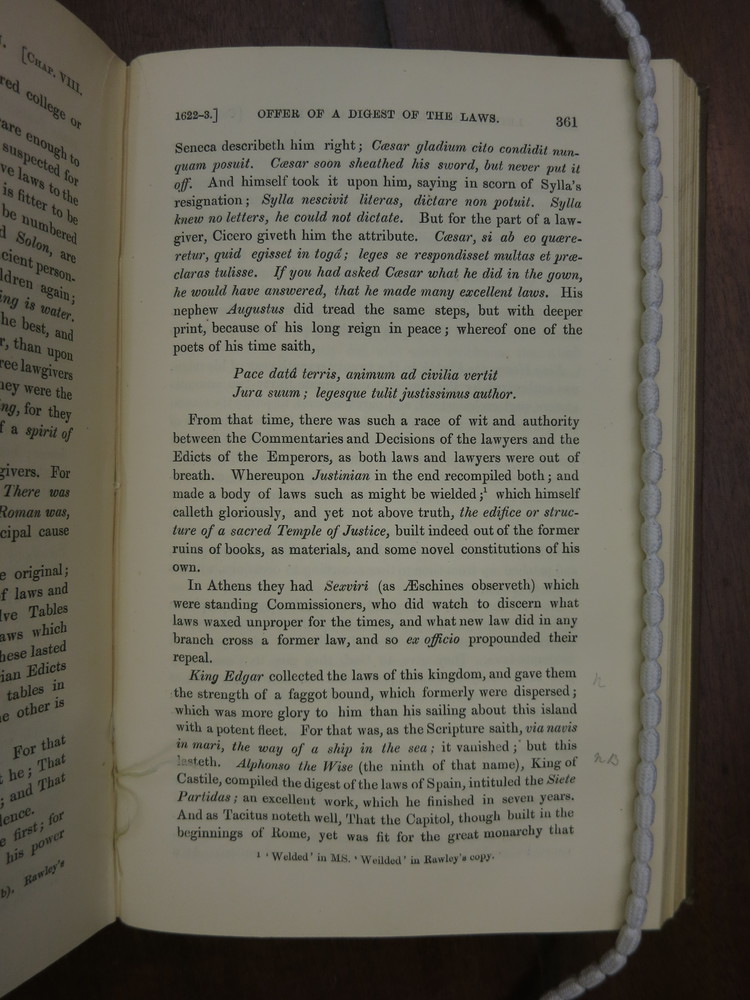 . [CHAP. VIII.
red college or
are enough to
suspected for
ve laws to the
is fitter to be
be numbered
d Solon, are
cient person-
ldren again;
ing is water.
he best, and
r, than upon
ree lawgivers
hey were the
ng, for they
f a spirit of
givers. For
There was
Roman was,
cipal cause
e original;
f laws and
lve Tables
aws which
hese lasted
ian Edicts
tables in
e other is
For that
he; That
; and That
lence.
e first; for
his power
b). Rawley's
1622-3.] OFFER OF A DIGEST OF THE LAWS. 361
Seneca describeth him right; Cæsar gladium cito condidit nun-
quam posuit. Cæsar soon sheathed his sword, but never put it
off. And himself took it upon him, saying in scorn of Sylla's
resignation; Sylla nescivit literas, dictare non potuit. Sylla
knew no letters, he could not dictate. But for the part of a law-
giver, Cicero giveth him the attribute. Cæsar, si ab eo quære-
retur, quid egisset in togá; leges se respondisset multas et præ-
claras tulisse. If you had asked Cæsar what he did in the gown,
he would have answered, that he made many excellent laws. His
nephew Augustus did tread the same steps, but with deeper
print, because of his long reign in peace; whereof one of the
poets of his time saith,
Pace datâ terris, animum ad civilia vertit
Jura suum; legesque tulit justissimus author.
From that time, there was such a race of wit and authority
between the Commentaries and Decisions of the lawyers and the
Edicts of the Emperors, as both laws and lawyers were out of
breath. Whereupon Justinian in the end recompiled both; and
made a body of laws such as might be wielded;¹ which himself
calleth gloriously, and yet not above truth, the edifice or struc-
ture of a sacred Temple of Justice, built indeed out of the former
ruins of books, as materials, and some novel constitutions of his
own.
In Athens they had Sexviri (as Æschines observeth) which
were standing Commissioners, who did watch to discern what
laws waxed unproper for the times, and what new law did in any
branch cross a former law, and so ex officio propounded their
repeal.
King Edgar collected the laws of this kingdom, and gave them
the strength of a faggot bound, which formerly were dispersed;
which was more glory to him than his sailing about this island
with a potent fleet. For that was, as the Scripture saith, via navis
in mari, the way of a ship in the sea; it vanished; but this
lasteth. Alphonso the Wise (the ninth of that name), King of
Castile, compiled the digest of the laws of Spain, intituled the Siete
Partidas; an excellent work, which he finished in seven years.
And as Tacitus noteth well, That the Capitol, though built in the
beginnings of Rome, yet was fit for the great monarchy that
¹ 'Welded' in MS. 'Weilded' in Rawley's copy.